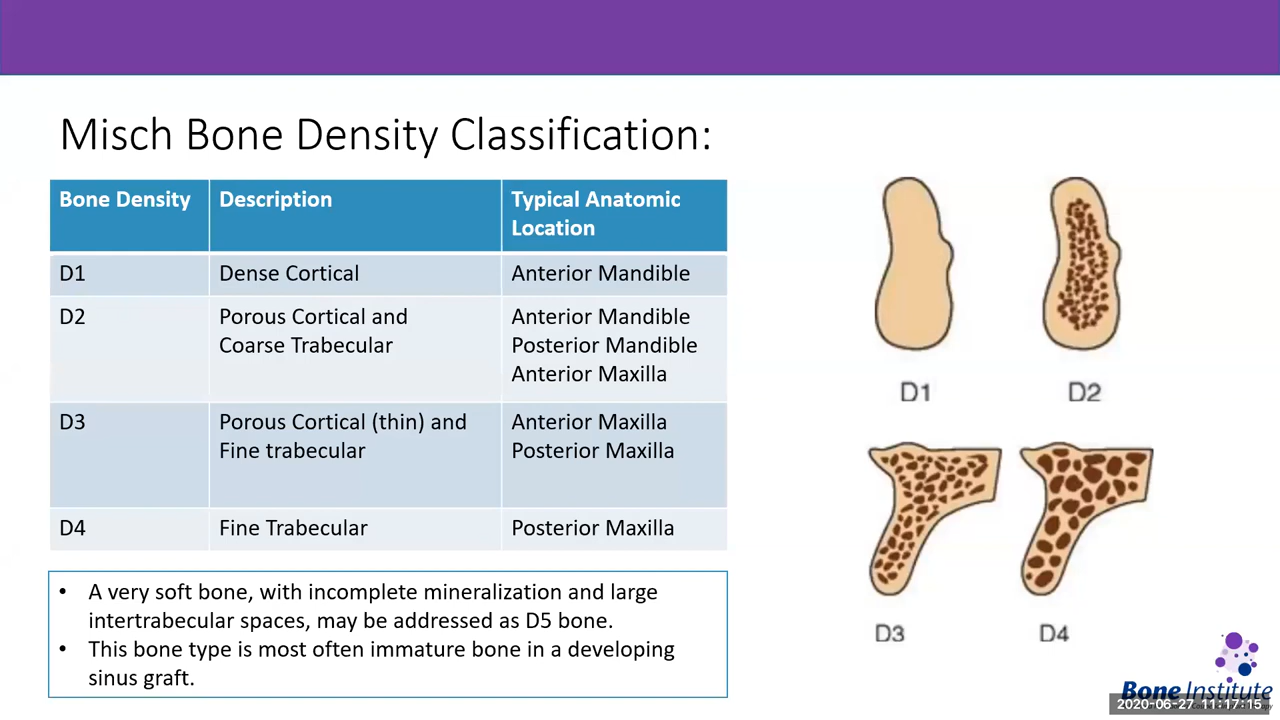 Misch Bone Density Classification:
Bone Density Description Typical Anatomic
Location
D1 Dense Cortical Anterior Mandible
D2 Porous Cortical and Anterior Mandible
Coarse Trabecular Posterior Mandible
Anterior Maxilla
D3 Porous Cortical (thin) and Anterior Maxilla
Fine trabecular Posterior Maxilla
D4 Fine Trabecular Posterior Maxilla
• A very soft bone, with incomplete mineralization and large
intertrabecular spaces, may be addressed as D5 bone.
• This bone type is most often immature bone in a developing
sinus graft.
D1 D2
D3 D4
Bone Institute
2020-06-27 11:17:15